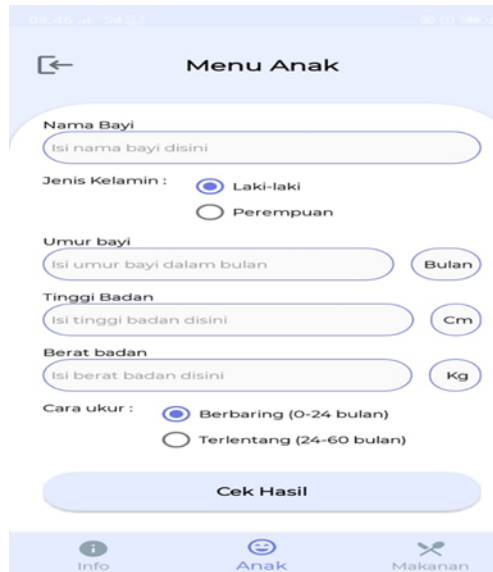 Menu Anak
Nama Bayi
Isi nama bayi disini
Jenis Kelamin :
Laki-laki
Perempuan
Umur bayi
Isi umur bayi dalam bulan
Bulan
Tinggi Badan
Isi tinggi badan disini
Cm
Berat badan
Isi berat badan disini
Kg
Cara ukur :
Berbaring (0-24 bulan)
Terlentang (24-60 bulan)
Cek Hasil
Info
Anak
Makanan